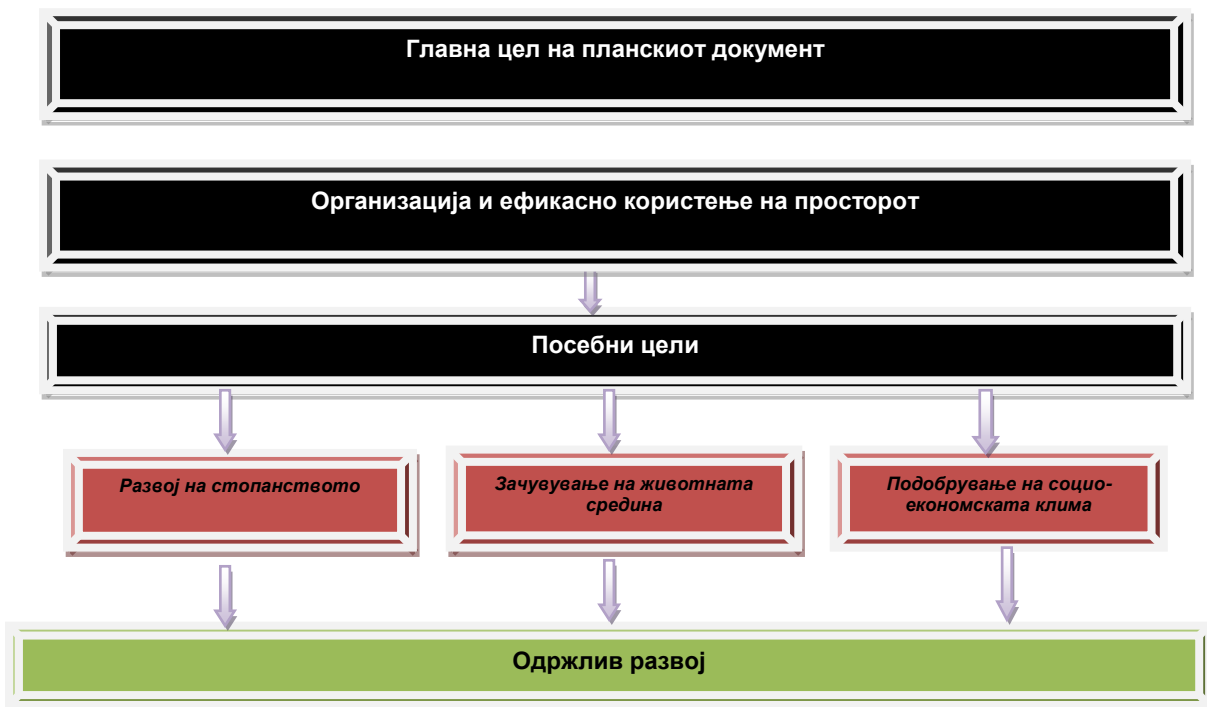 Главна цел на планскиот документ
Организација и ефикасно користење на просторот
Посебни цели
Развој на стопанството
Зачувување на животната
средина
Подобрување на социо-
економската клима
Одржлив развој